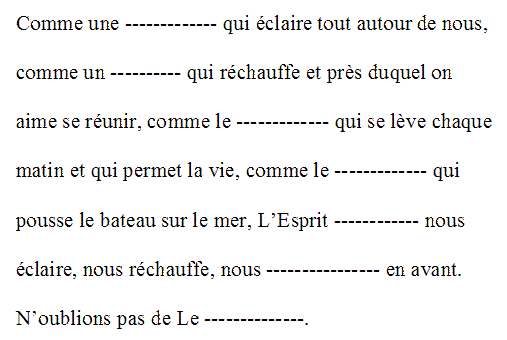 Comme une ------------- qui éclaire tout autour de nous,
comme un ---------- qui réchauffe et près duquel on
aime se réunir, comme le ------------- qui se lève chaque
matin et qui permet la vie, comme le ------------- qui
pousse le bateau sur le mer, L’Esprit ------------ nous
éclaire, nous réchauffe, nous ---------------- en avant.
N’oublions pas de Le --------------.